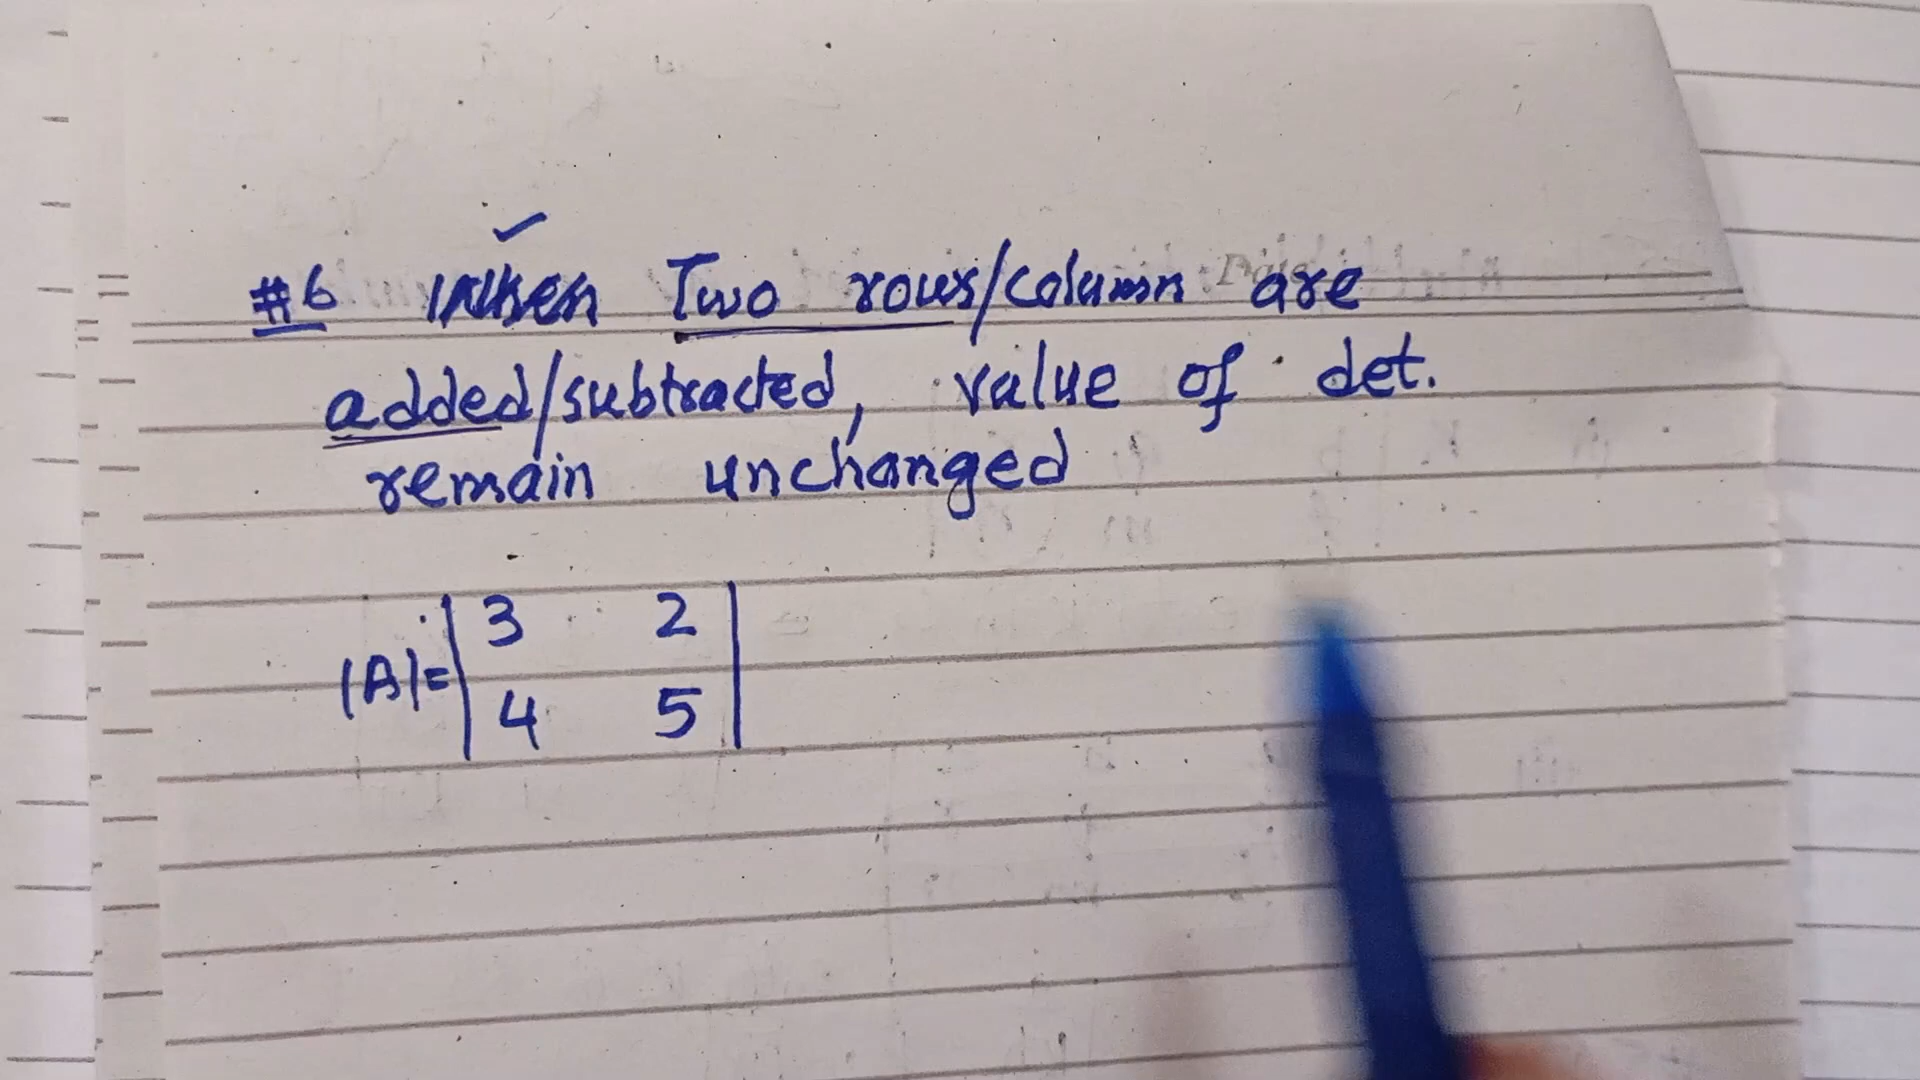 #6 When Two rows/column are
added/subtracted, value of det.
remain unchanged
|A|= | 3 2 |
| 4 5 |